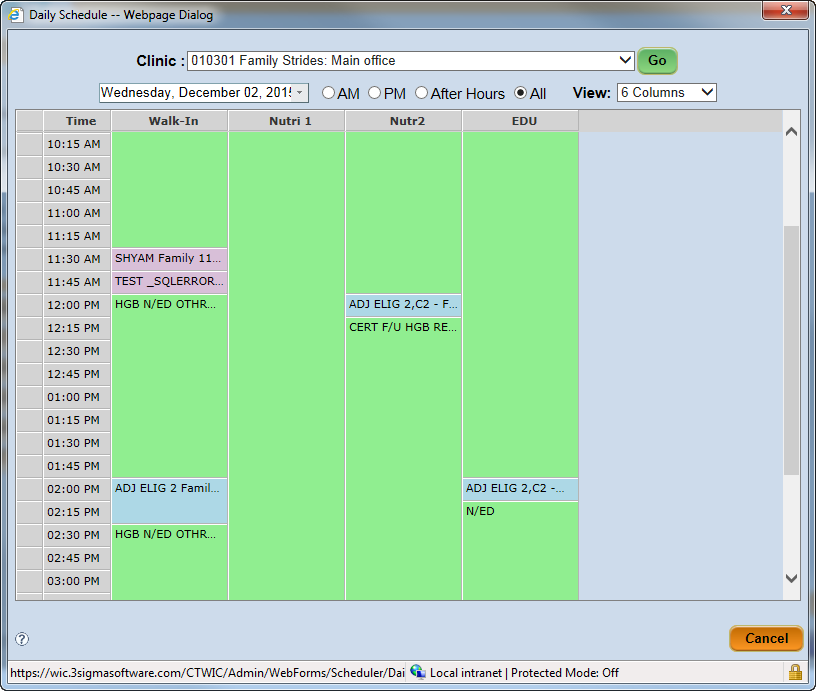 Daily Schedule -- Webpage Dialog
Clinic : 010301 Family Strides: Main office Go
Wednesday, December 02, 2015 AM PM After Hours All View: 6 Columns
Time Walk-In Nutri 1 Nutr2 EDU
10:15 AM
10:30 AM
10:45 AM
11:00 AM
11:15 AM
11:30 AM SHYAM Family 11...
11:45 AM TEST _SQLERROR...
12:00 PM HGB N/ED OTHR... ADJ ELIG 2,C2 - F...
12:15 PM CERT F/U HGB RE...
12:30 PM
12:45 PM
01:00 PM
01:15 PM
01:30 PM
01:45 PM
02:00 PM ADJ ELIG 2 Famil... ADJ ELIG 2,C2 -...
02:15 PM N/ED
02:30 PM HGB N/ED OTHR...
02:45 PM
03:00 PM
?
Cancel
https://wic.3sigmasoftware.com/CTWIC/Admin/WebForms/Scheduler/Dai Local intranet | Protected Mode: Off